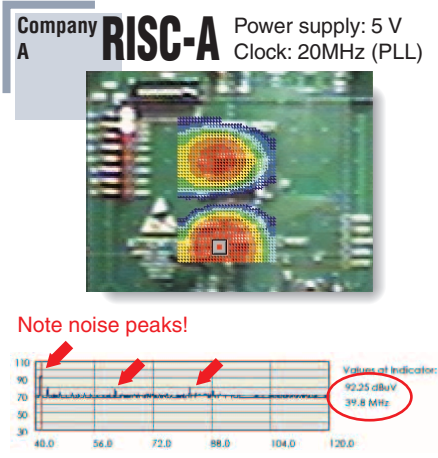 Company
A
RISC-A
Power supply: 5 V
Clock: 20MHz (PLL)
Note noise peaks!
110
90
70
50
30
40.0 56.0 72.0 88.0 104.0 120.0
Values at Indicator:
92.25 dBuV
39.8 MHz